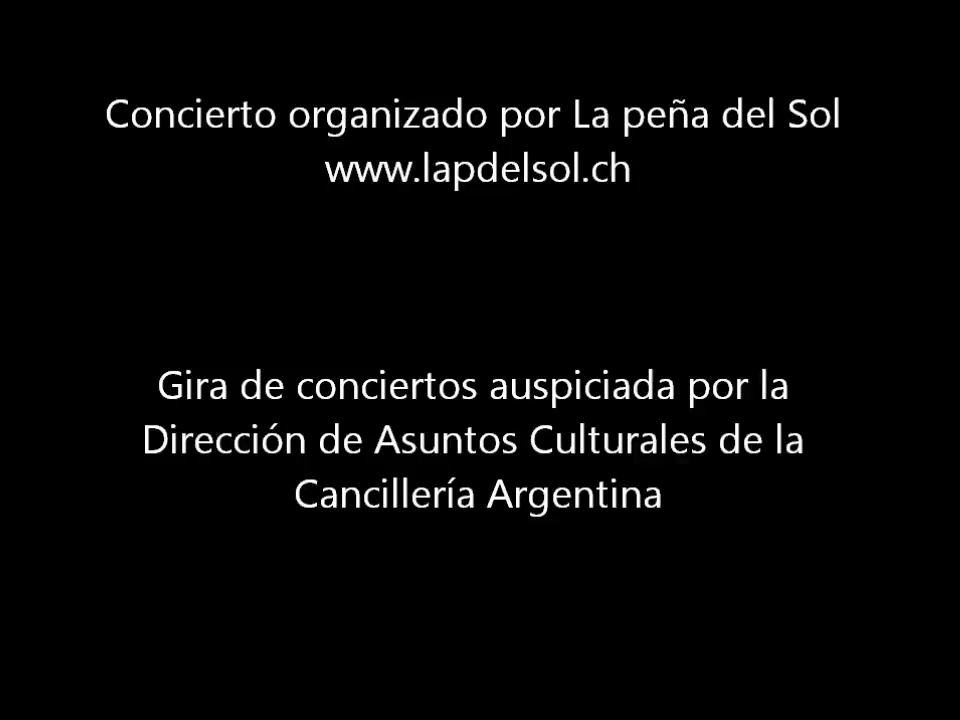 Concierto organizado por La peña del Sol
www.lapdelsol.ch
Gira de conciertos auspiciada por la
Dirección de Asuntos Culturales de la
Cancillería Argentina